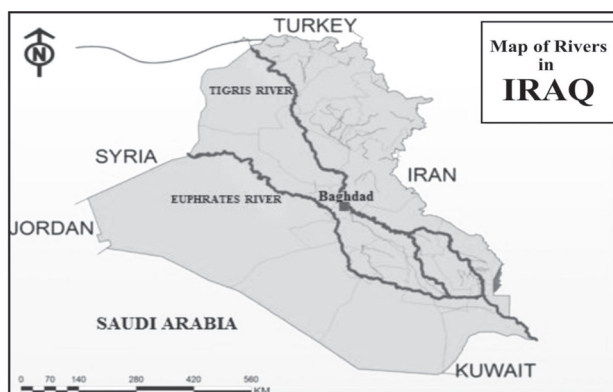 TURKEY
Map of Rivers
in
IRAQ
N
TIGRIS RIVER
SYRIA
IRAN
Baghdad
EUPHRATES RIVER
JORDAN
SAUDI ARABIA
KUWAIT
0 70 140 280 420 560
KM